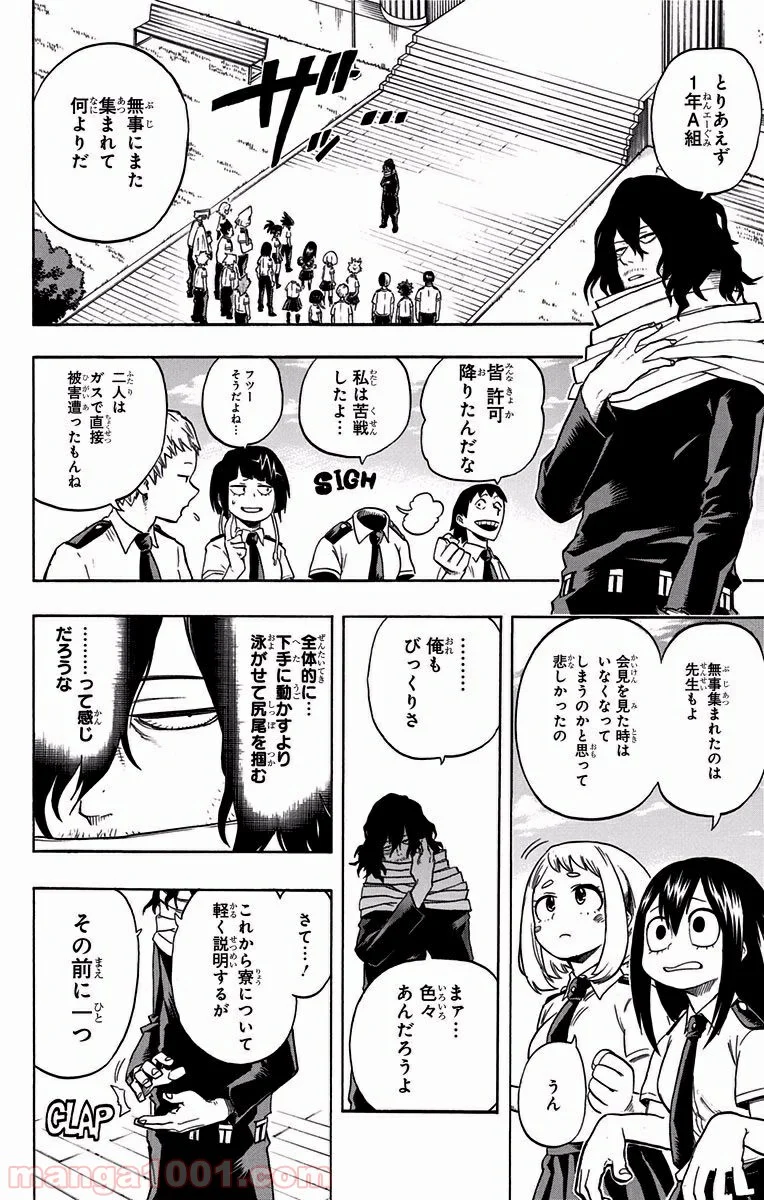 とりあえず
1年A組
無事にまた
集まれて
何よりだ
ザッ…
皆許可
降りたんだな
私は苦戦
したよ…
SIGH
フツー
そうだよね…
二人は
ガスで直接
被害遭ったもんね
無事集まれたのは
先生もよ
会見を見た時は
いなくなって
しまうのかと思って
悲しかったの
うん
…………
俺も
びっくりさ
まァ…
色々
あんだろうよ
全体的に…
下手に動かすより
泳がせて尻尾を掴む
…………って感じ
だろうな
さて…!
これから寮について
軽く説明するが
その前に一つ
CLAP
manga1001.com